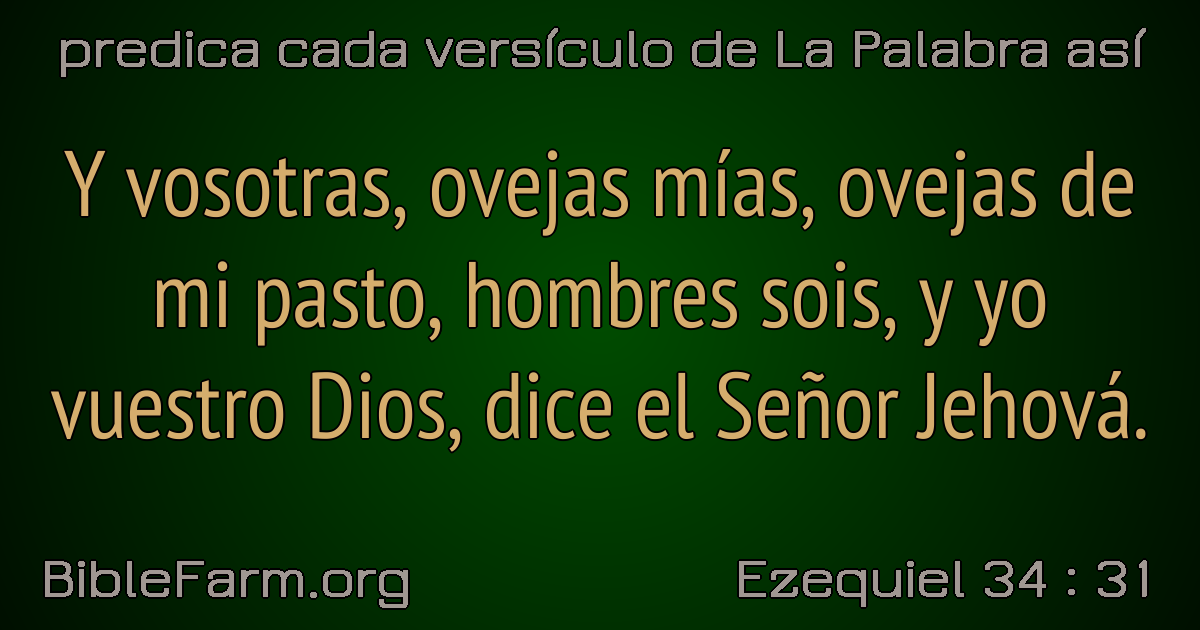 predica cada versículo de La Palabra así
Y vosotras, ovejas mías, ovejas de
mi pasto, hombres sois, y yo
vuestro Dios, dice el Señor Jehová.
BibleFarm.org
Ezequiel 34 : 31